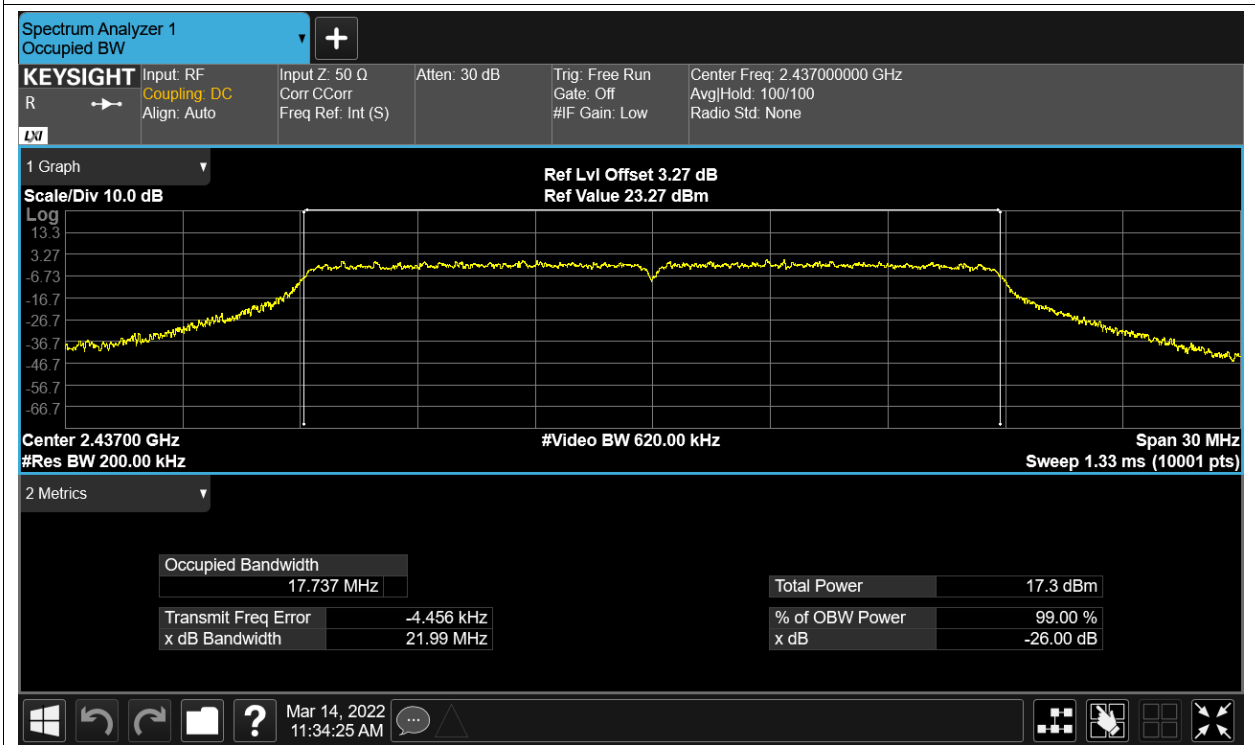 Spectrum Analyzer 1
Occupied BW
KEYSIGHT
R
LXI
Input: RF
Coupling: DC
Align: Auto
Input Z: 50 Ω
Corr CCorr
Freq Ref: Int (S)
Atten: 30 dB
Trig: Free Run
Gate: Off
#IF Gain: Low
Center Freq: 2.437000000 GHz
Avg|Hold: 100/100
Radio Std: None
1 Graph
Scale/Div 10.0 dB
Ref Lvl Offset 3.27 dB
Ref Value 23.27 dBm
Log
13.3
3.27
-6.73
-16.7
-26.7
-36.7
-46.7
-56.7
-66.7
Center 2.43700 GHz
#Video BW 620.00 kHz
Span 30 MHz
#Res BW 200.00 kHz
Sweep 1.33 ms (10001 pts)
2 Metrics
Occupied Bandwidth
17.737 MHz
Total Power 17.3 dBm
Transmit Freq Error -4.456 kHz
% of OBW Power 99.00 %
x dB Bandwidth 21.99 MHz
x dB -26.00 dB
?
Mar 14, 2022
11:34:25 AM